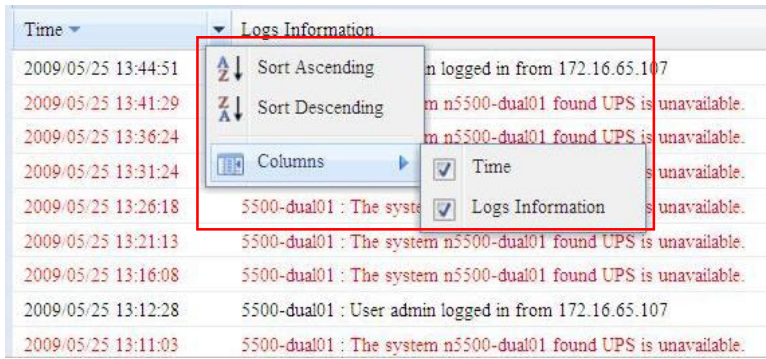 Time Logs Information
2009/05/25 13:44:51 Sort Ascending n logged in from 172.16.65.107
2009/05/25 13:41:29 Sort Descending m n5500-dual01 found UPS is unavailable.
2009/05/25 13:36:24 m n5500-dual01 found UPS is unavailable.
2009/05/25 13:31:24 Columns Time s unavailable.
2009/05/25 13:26:18 5500-dual01 : The syste Logs Information s unavailable.
2009/05/25 13:21:13 5500-dual01 : The system n5500-dual01 found UPS is unavailable.
2009/05/25 13:16:08 5500-dual01 : The system n5500-dual01 found UPS is unavailable.
2009/05/25 13:12:28 5500-dual01 : User admin logged in from 172.16.65.107
2009/05/25 13:11:03 5500-dual01 : The system n5500-dual01 found UPS is unavailable.